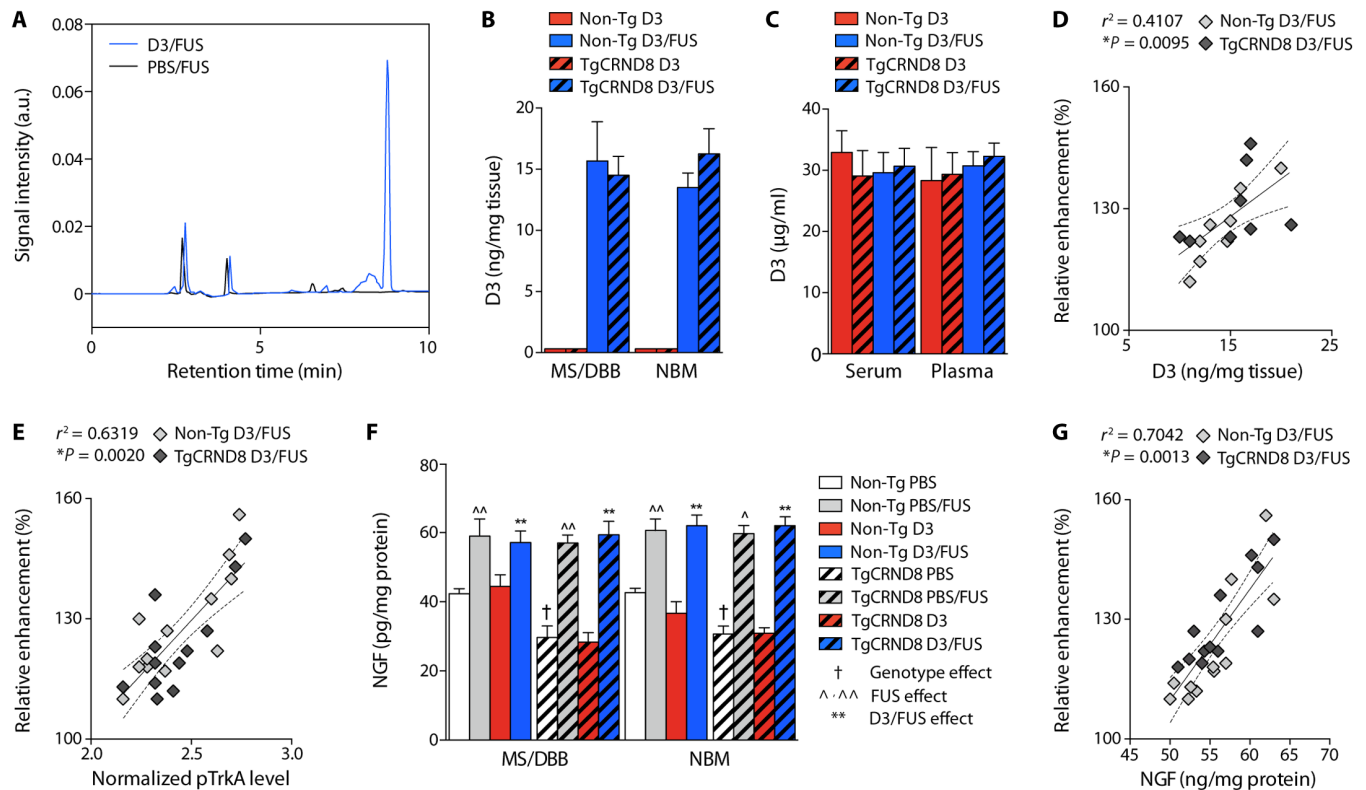 A
D3/FUS
PBS/FUS
Signal intensity (a.u.)
0.08
0.06
0.04
0.02
0
0
5
10
Retention time (min)
B
Non-Tg D3
Non-Tg D3/FUS
TgCRND8 D3
TgCRND8 D3/FUS
D3 (ng/mg tissue)
20
15
10
5
0
MS/DBB
NBM
C
Non-Tg D3
Non-Tg D3/FUS
TgCRND8 D3
TgCRND8 D3/FUS
D3 (µg/ml)
40
30
20
10
0
Serum
Plasma
D
r² = 0.4107
*P = 0.0095
Non-Tg D3/FUS
TgCRND8 D3/FUS
Relative enhancement (%)
160
130
100
5
15
25
D3 (ng/mg tissue)
E
r² = 0.6319
*P = 0.0020
Non-Tg D3/FUS
TgCRND8 D3/FUS
Relative enhancement (%)
160
130
100
2.0
2.5
3.0
Normalized pTrkA level
F
NGF (pg/mg protein)
80
60
40
20
0
^^
**
†
^^
**
^^
**
†
^
**
MS/DBB
NBM
Non-Tg PBS
Non-Tg PBS/FUS
Non-Tg D3
Non-Tg D3/FUS
TgCRND8 PBS
TgCRND8 PBS/FUS
TgCRND8 D3
TgCRND8 D3/FUS
† Genotype effect
^,^^ FUS effect
** D3/FUS effect
G
r² = 0.7042
*P = 0.0013
Non-Tg D3/FUS
TgCRND8 D3/FUS
Relative enhancement (%)
160
130
100
45
50
55
60
65
70
NGF (ng/mg protein)